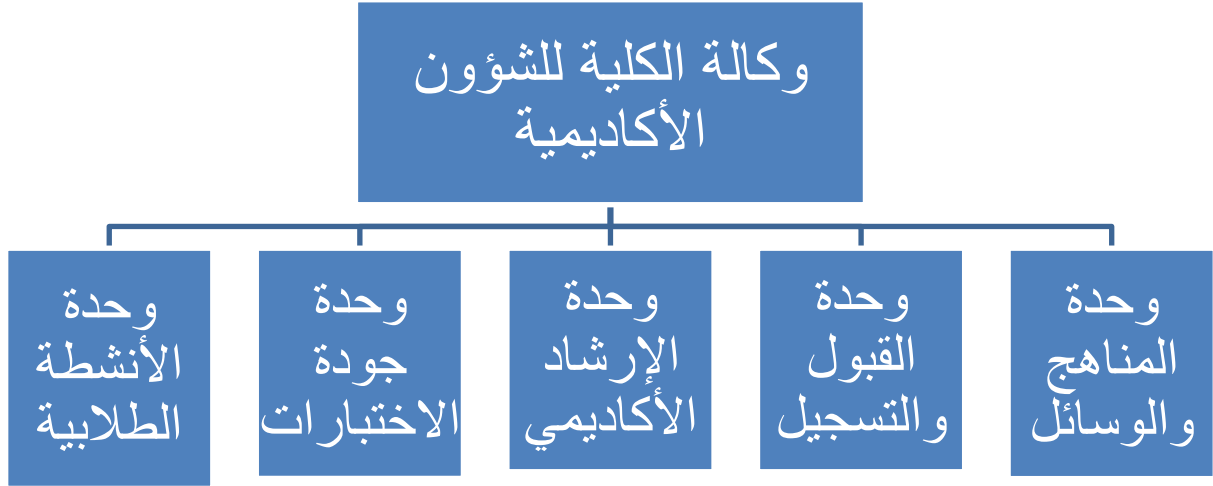 وكالة الكلية للشؤون
الأكاديمية
وحدة
المناهج
والوسائل
وحدة
القبول
والتسجيل
وحدة
الإرشاد
الأكاديمي
وحدة
جودة
الاختبارات
وحدة
الأنشطة
الطلابية